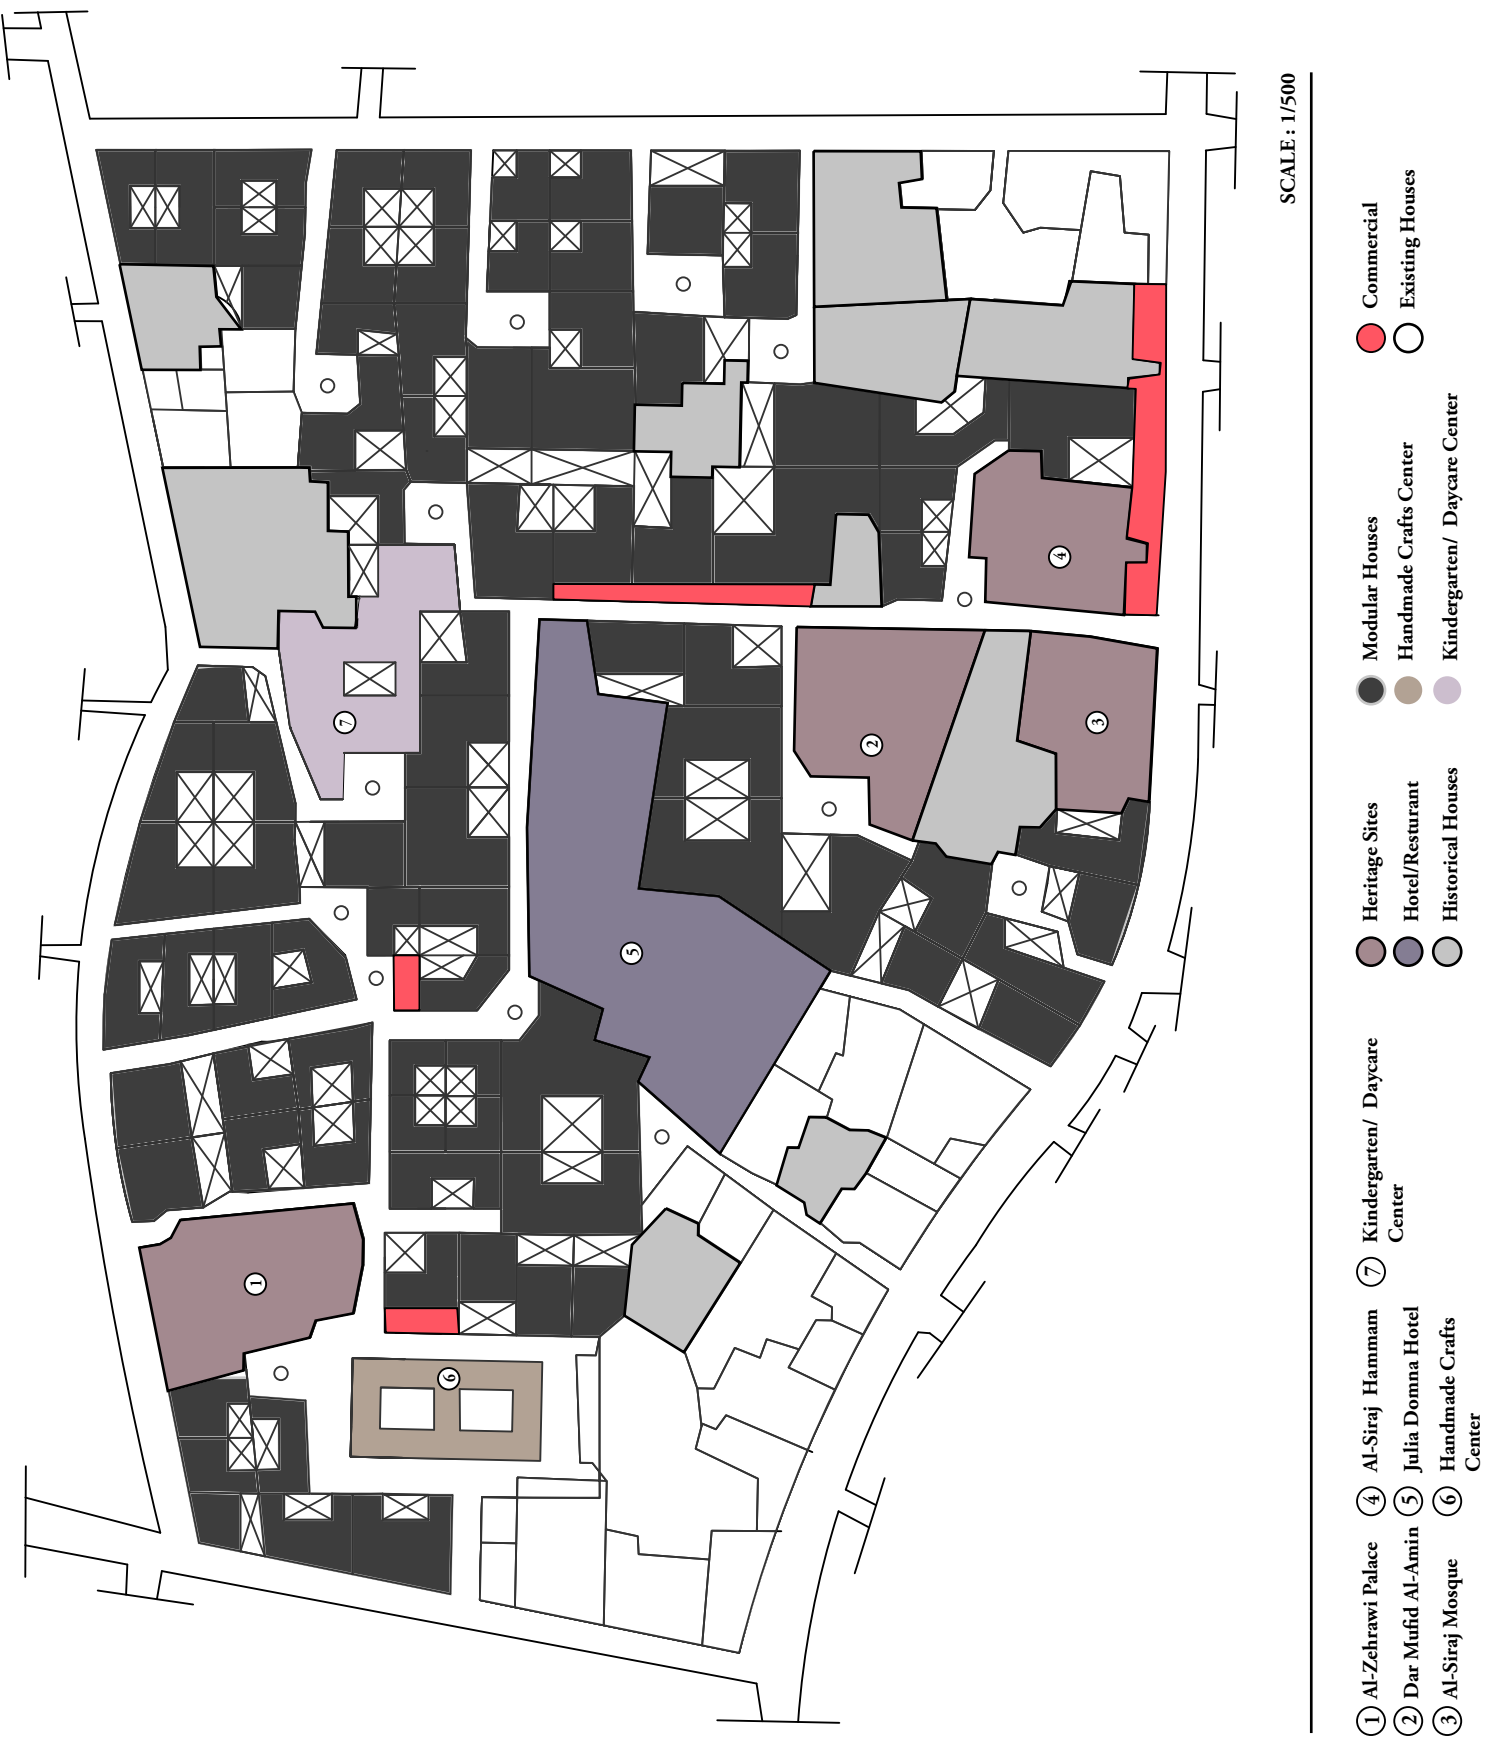 SCALE : 1/500
1 Al-Zehrawi Palace
2 Dar Mufid Al-Amin
3 Al-Siraj Mosque
4 Al-Siraj Hammam
5 Julia Domna Hotel
6 Handmade Crafts
Center
7 Kindergarten/ Daycare
Center
Heritage Sites
Hotel/Resturant
Historical Houses
Modular Houses
Handmade Crafts Center
Kindergarten/ Daycare Center
Commercial
Existing Houses
1
2
3
4
5
6
7